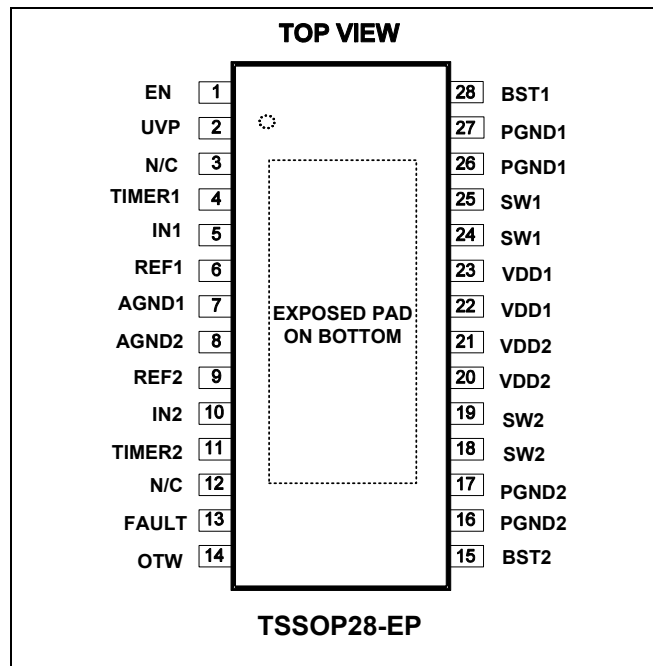 TOP VIEW
EN 1 28 BST1
UVP 2 27 PGND1
N/C 3 26 PGND1
TIMER1 4 25 SW1
IN1 5 24 SW1
REF1 6 23 VDD1
AGND1 7 22 VDD1
EXPOSED PAD
ON BOTTOM
AGND2 8 21 VDD2
REF2 9 20 VDD2
IN2 10 19 SW2
TIMER2 11 18 SW2
N/C 12 17 PGND2
FAULT 13 16 PGND2
OTW 14 15 BST2
TSSOP28-EP